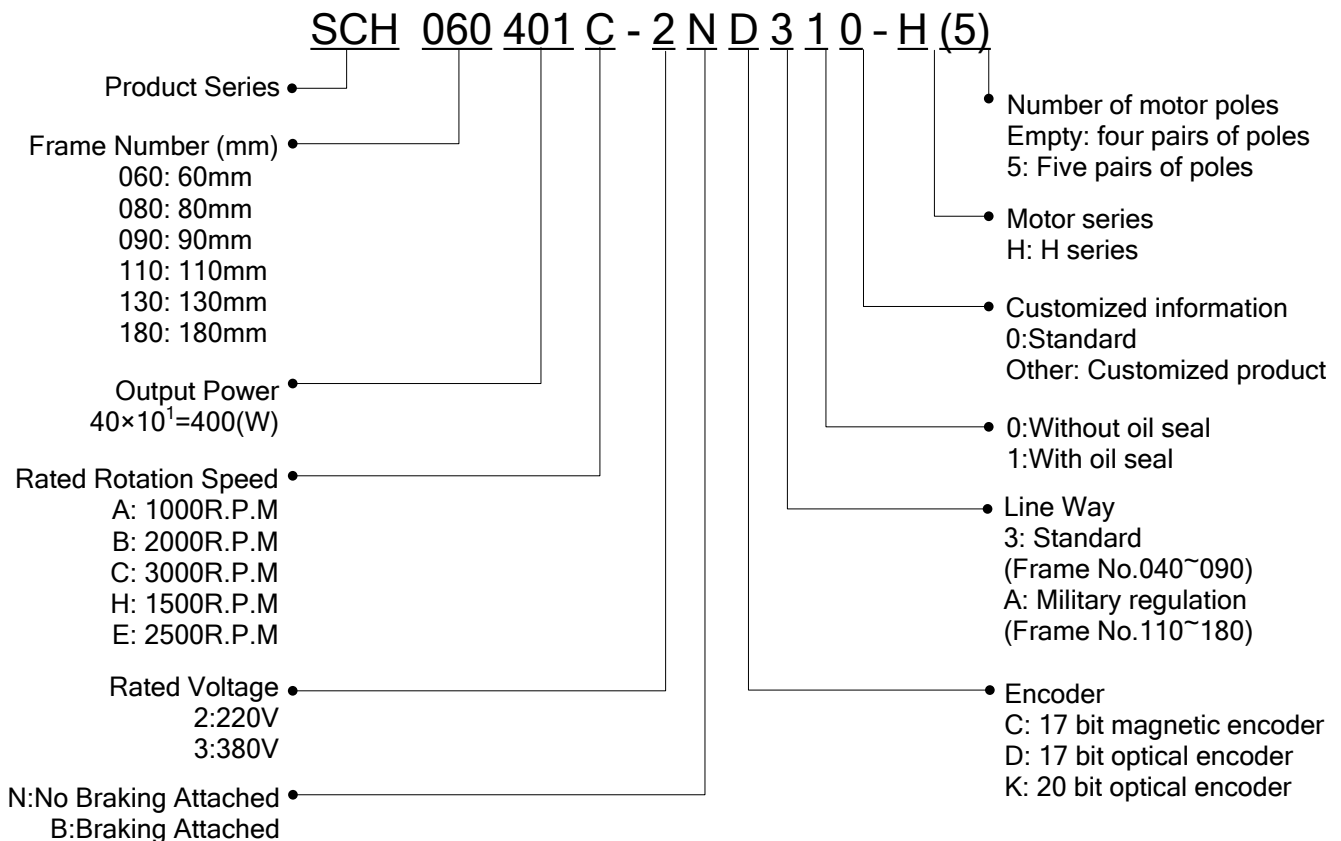 SCH 060 401 C - 2 N D 3 1 0 - H (5)
Product Series
Frame Number (mm)
060: 60mm
080: 80mm
090: 90mm
110: 110mm
130: 130mm
180: 180mm
Output Power
40×10¹=400(W)
Rated Rotation Speed
A: 1000R.P.M
B: 2000R.P.M
C: 3000R.P.M
H: 1500R.P.M
E: 2500R.P.M
Rated Voltage
2:220V
3:380V
N:No Braking Attached
B:Braking Attached
Number of motor poles
Empty: four pairs of poles
5: Five pairs of poles
Motor series
H: H series
Customized information
0:Standard
Other: Customized product
0:Without oil seal
1:With oil seal
Line Way
3: Standard
(Frame No.040~090)
A: Military regulation
(Frame No.110~180)
Encoder
C: 17 bit magnetic encoder
D: 17 bit optical encoder
K: 20 bit optical encoder